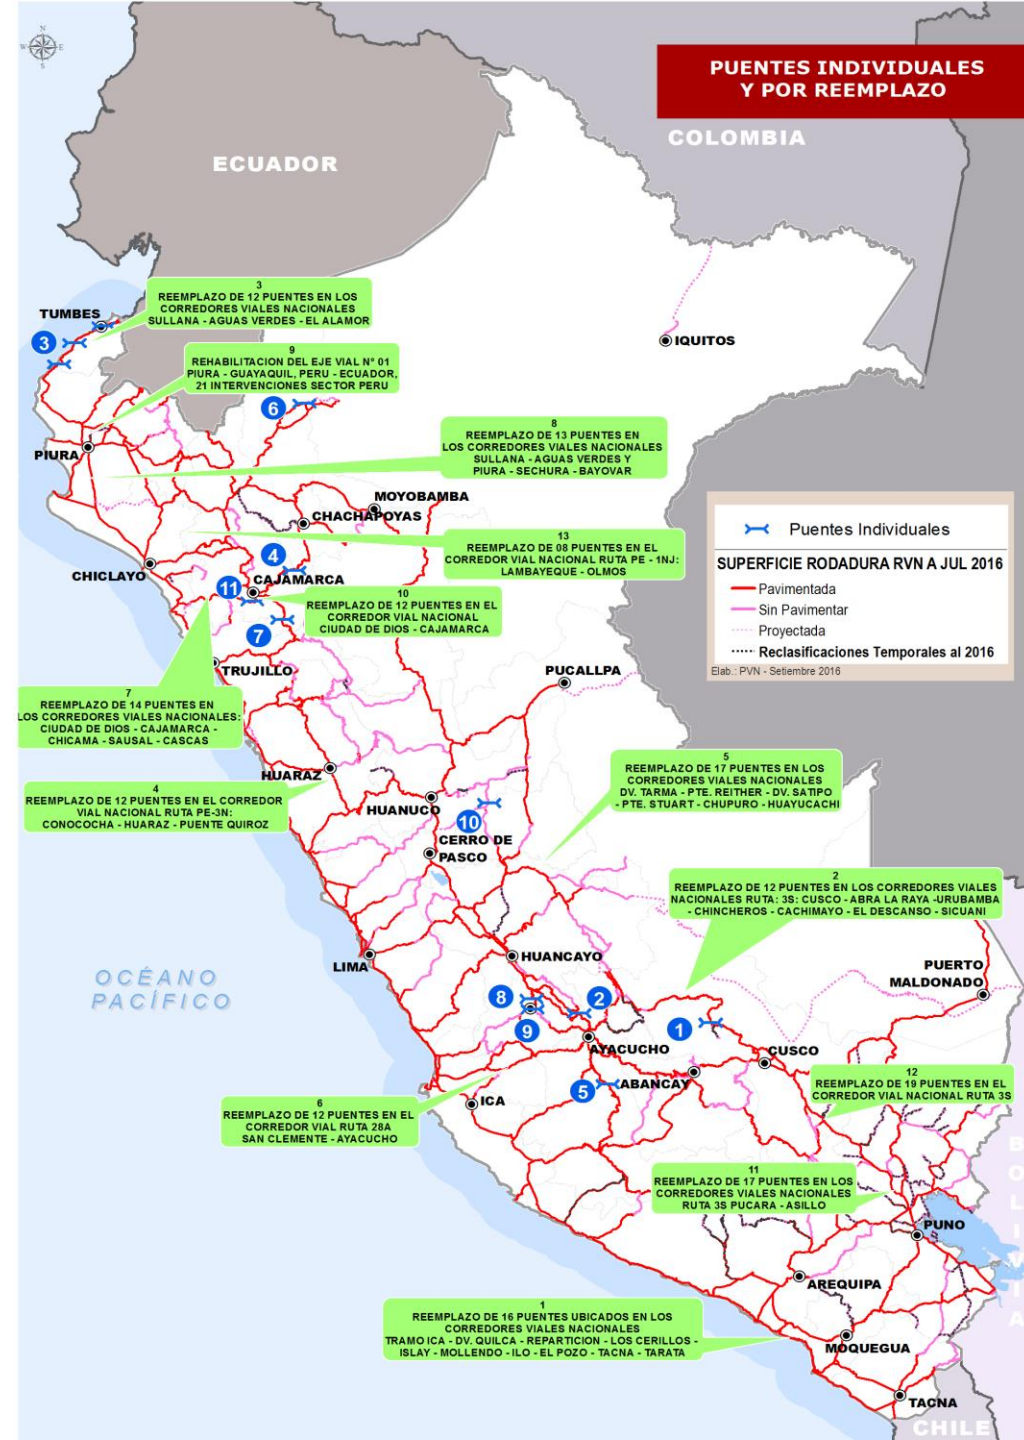 PUENTES INDIVIDUALES
Y POR REEMPLAZO
N
W
E
S
COLOMBIA
ECUADOR
3
REEMPLAZO DE 12 PUENTES EN LOS
CORREDORES VIALES NACIONALES
SULLANA - AGUAS VERDES - EL ALAMOR
TUMBES
3
IQUITOS
9
REHABILITACION DEL EJE VIAL N° 01
PIURA - GUAYAQUIL, PERU - ECUADOR,
21 INTERVENCIONES SECTOR PERU
6
8
REEMPLAZO DE 13 PUENTES EN
LOS CORREDORES VIALES NACIONALES
SULLANA - AGUAS VERDES Y
PIURA - SECHURA - BAYOVAR
PIURA
MOYOBAMBA
CHACHAPOYAS
Puentes Individuales
SUPERFICIE RODADURA RVN A JUL 2016
Pavimentada
Sin Pavimentar
Proyectada
Reclasificaciones Temporales al 2016
Elab.: PVN - Setiembre 2016
13
REEMPLAZO DE 08 PUENTES EN EL
CORREDOR VIAL NACIONAL RUTA PE - 1NJ:
LAMBAYEQUE - OLMOS
4
CHICLAYO
CAJAMARCA
11
10
REEMPLAZO DE 12 PUENTES EN EL
CORREDOR VIAL NACIONAL
CIUDAD DE DIOS - CAJAMARCA
7
TRUJILLO
PUCALLPA
7
REEMPLAZO DE 14 PUENTES EN
LOS CORREDORES VIALES NACIONALES:
CIUDAD DE DIOS - CAJAMARCA -
CHICAMA - SAUSAL - CASCAS
HUARAZ
4
REEMPLAZO DE 12 PUENTES EN EL CORREDOR
VIAL NACIONAL RUTA PE-3N:
CONOCOCHA - HUARAZ - PUENTE QUIROZ
5
REEMPLAZO DE 17 PUENTES EN LOS
CORREDORES VIALES NACIONALES
DV. TARMA - PTE. REITHER - DV. SATIPO
- PTE. STUART - CHUPURO - HUAYUCACHI
HUANUCO
10
CERRO DE
PASCO
2
REEMPLAZO DE 12 PUENTES EN LOS CORREDORES VIALES
NACIONALES RUTA: 3S: CUSCO - ABRA LA RAYA -URUBAMBA
- CHINCHEROS - CACHIMAYO - EL DESCANSO - SICUANI
LIMA
HUANCAYO
OCÉANO
PACÍFICO
PUERTO
MALDONADO
8
2
9
1
AYACUCHO
CUSCO
5
ABANCAY
ICA
12
REEMPLAZO DE 19 PUENTES EN EL
CORREDOR VIAL NACIONAL RUTA 3S
6
REEMPLAZO DE 12 PUENTES EN EL
CORREDOR VIAL RUTA 28A
SAN CLEMENTE - AYACUCHO
11
REEMPLAZO DE 17 PUENTES EN LOS
CORREDORES VIALES NACIONALES
RUTA 3S PUCARA - ASILLO
BOLIVIA
PUNO
AREQUIPA
1
REEMPLAZO DE 16 PUENTES UBICADOS EN LOS
CORREDORES VIALES NACIONALES
TRAMO ICA - DV. QUILCA - REPARTICION - LOS CERILLOS -
ISLAY - MOLLENDO - ILO - EL POZO - TACNA - TARATA
MOQUEGUA
TACNA
CHILE